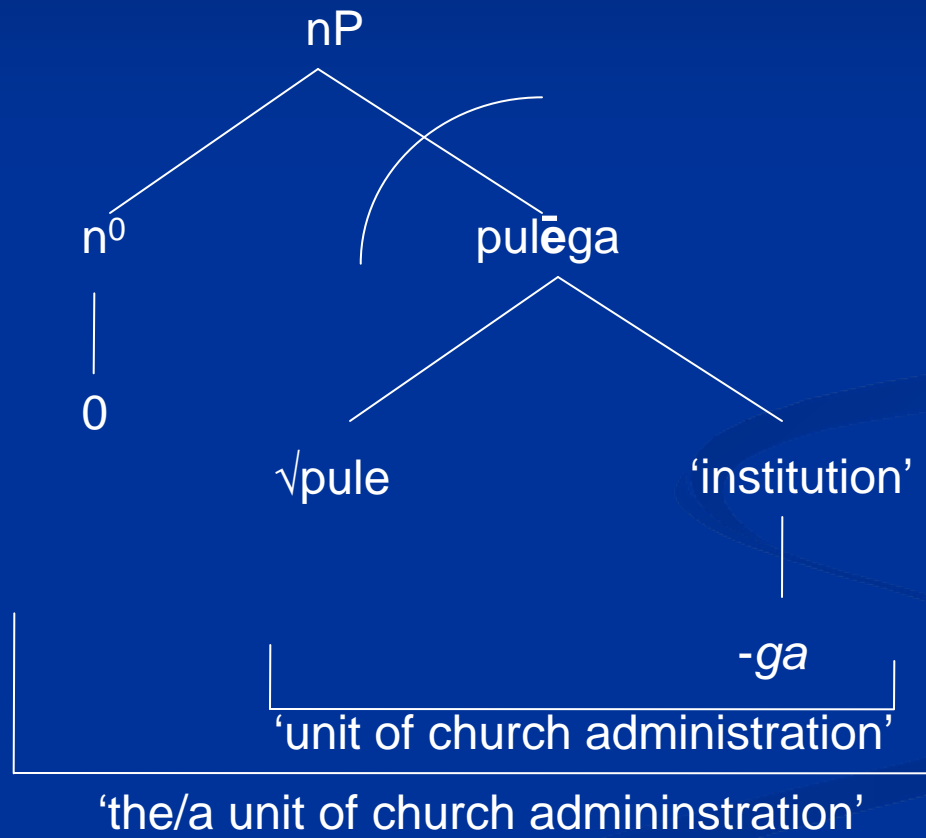 nP
n⁰ pulēga
0
√pule ‘institution’
-ga
‘unit of church administration’
‘the/a unit of church admininstration’